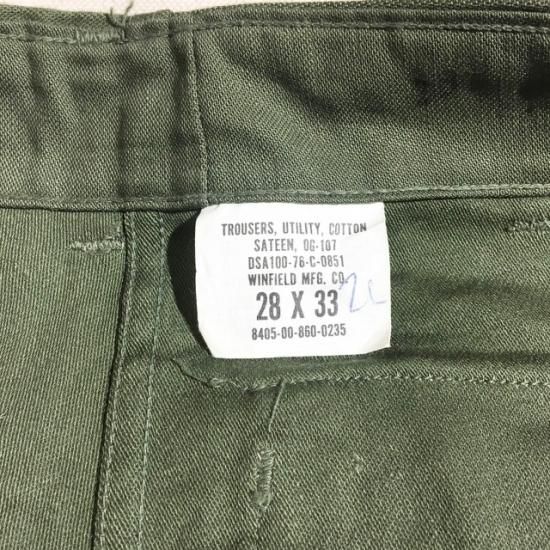 TROUSERS, UTILITY, COTTON
SATEEN, OG-107
DSA100-76-C-0851
WINFIELD MFG. CO.
28 X 33
8405-00-860-0235